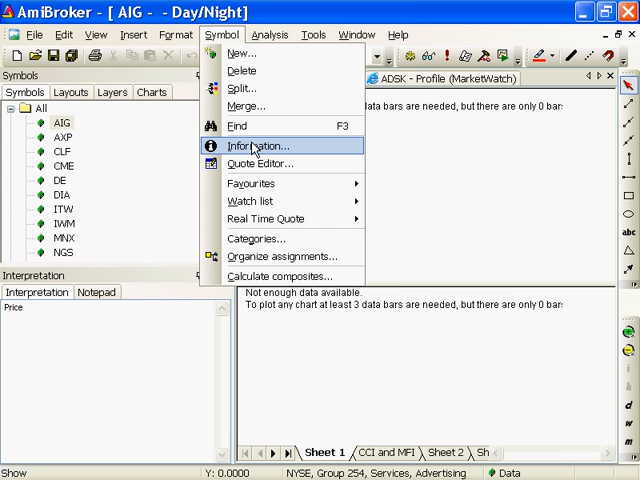 AmiBroker - [ AIG -  - Day/Night]
File Edit View Insert Format Symbol Analysis Tools Window Help
Symbols
Symbols Layouts Layers Charts
All
AIG
AXP
CLF
CME
DE
DIA
ITW
IWM
MNX
NGS
New...
Delete
Split...
Merge...
Find F3
Information...
Quote Editor...
Favourites
Watch list
Real Time Quote
Categories...
Organize assignments...
Calculate composites...
ADSK - Profile (MarketWatch)
data bars are needed, but there are only 0 bar
abc
Interpretation
Interpretation Notepad
Price
Not enough data available.
To plot any chart at least 3 data bars are needed, but there are only 0 bar
d
w
m
Sheet 1 CCI and MFI Sheet 2 Sh
Show Y: 0.0000 NYSE, Group 254, Services, Advertising Data